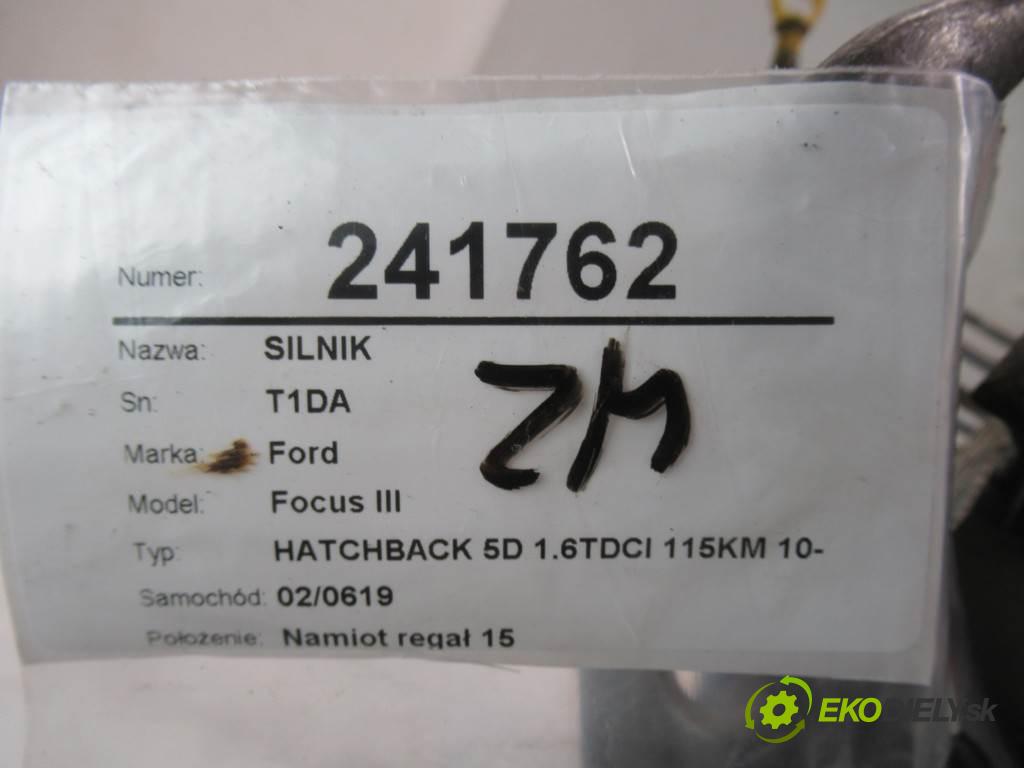 Numer: 241762
Nazwa: SILNIK
Sn: T1DA
Marka: Ford
Model: Focus III
Typ: HATCHBACK 5D 1.6TDCI 115KM 10-
Samochód: 02/0619
Położenie: Namiot regał 15
ZM
EKODIELY.sk